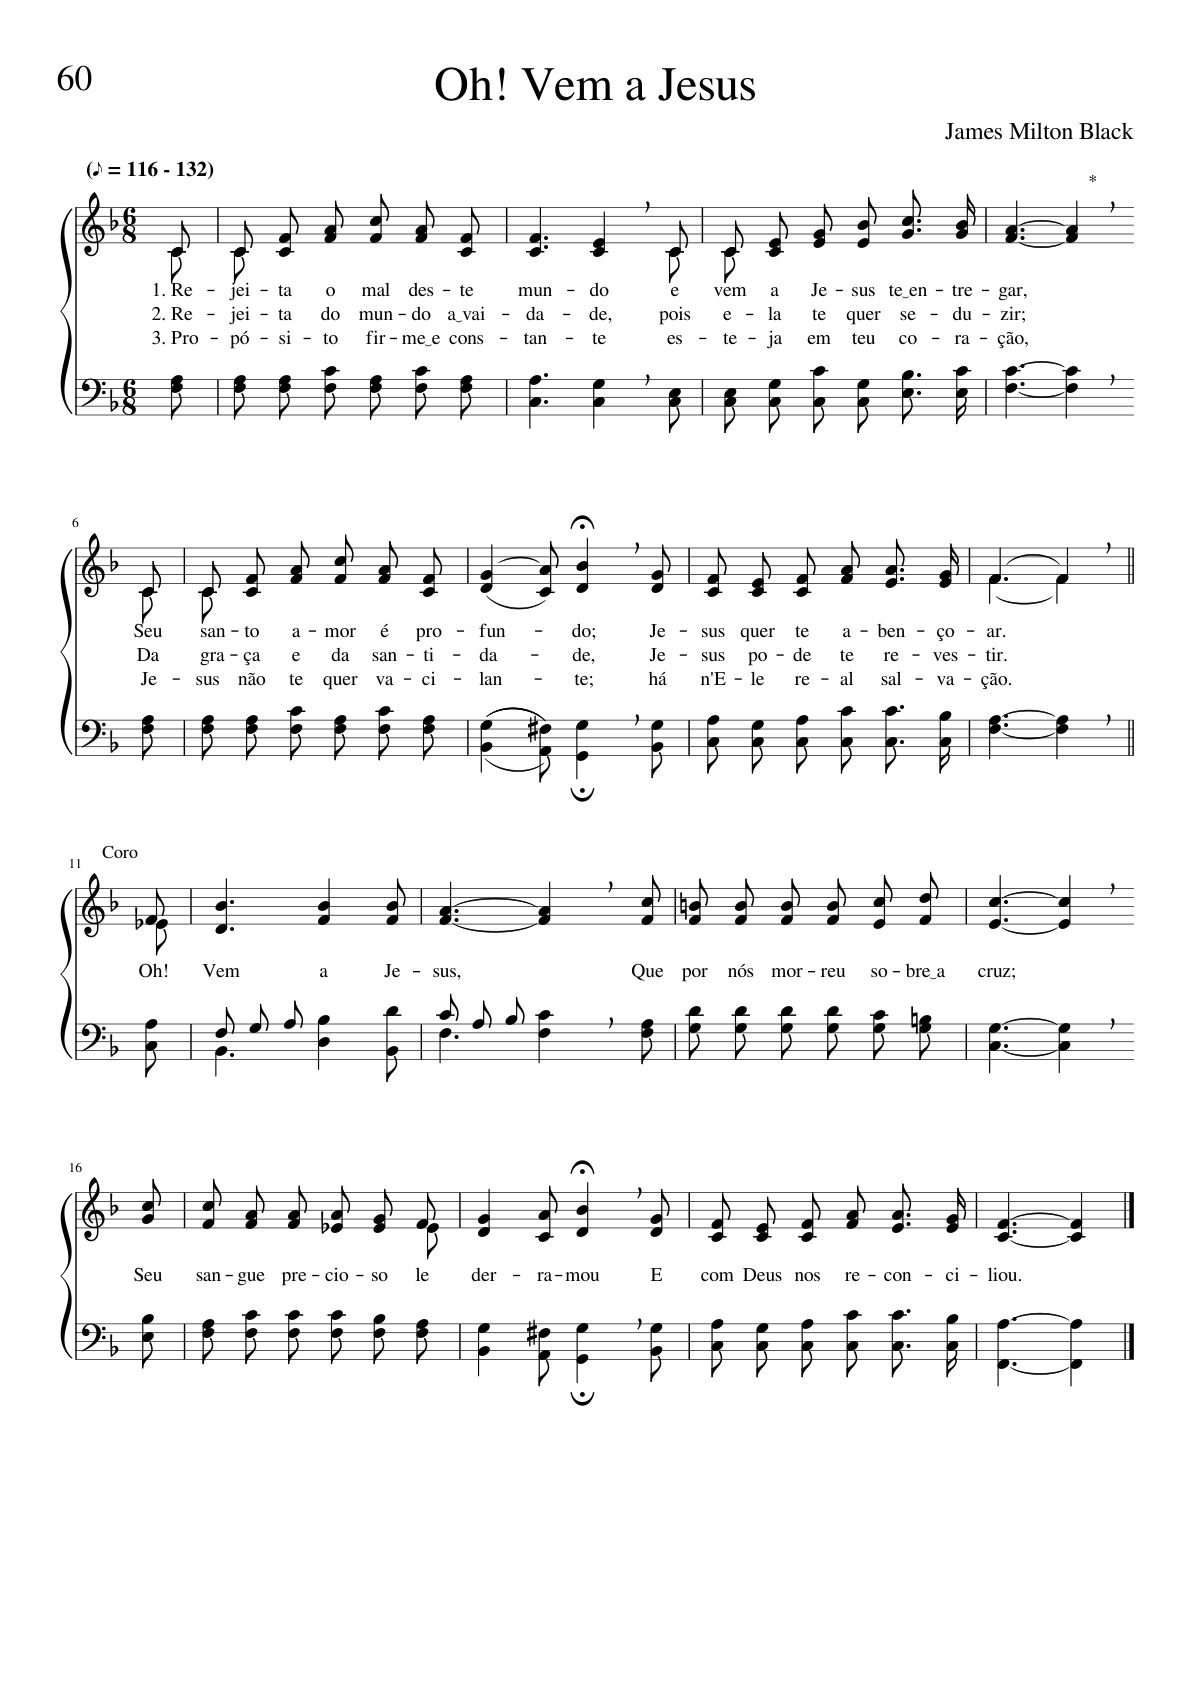 60
Oh! Vem a Jesus
James Milton Black
(♪ = 116 - 132)
*
6
8
1. Re - jei - ta o mal des - te mun - do e vem a Je - sus te‿en - tre - gar,
2. Re - jei - ta do mun - do a‿vai - da - de, pois e - la te quer se - du - zir;
3. Pro - pó - si - to fir - me‿e cons - tan - te es - te - ja em teu co - ra - ção,
6
8
6
Seu san - to a - mor é pro - fun - do; Je - sus quer te a - ben - ço - ar.
Da gra - ça e da san - ti - da - de, Je - sus po - de te re - ves - tir.
Je - sus não te quer va - ci - lan - te; há n'E - le re - al sal - va - ção.
Coro
11
Oh! Vem a Je - sus, Que por nós mor - reu so - bre‿a cruz;
16
Seu san - gue pre - cio - so le der - ra - mou E com Deus nos re - con - ci - liou.